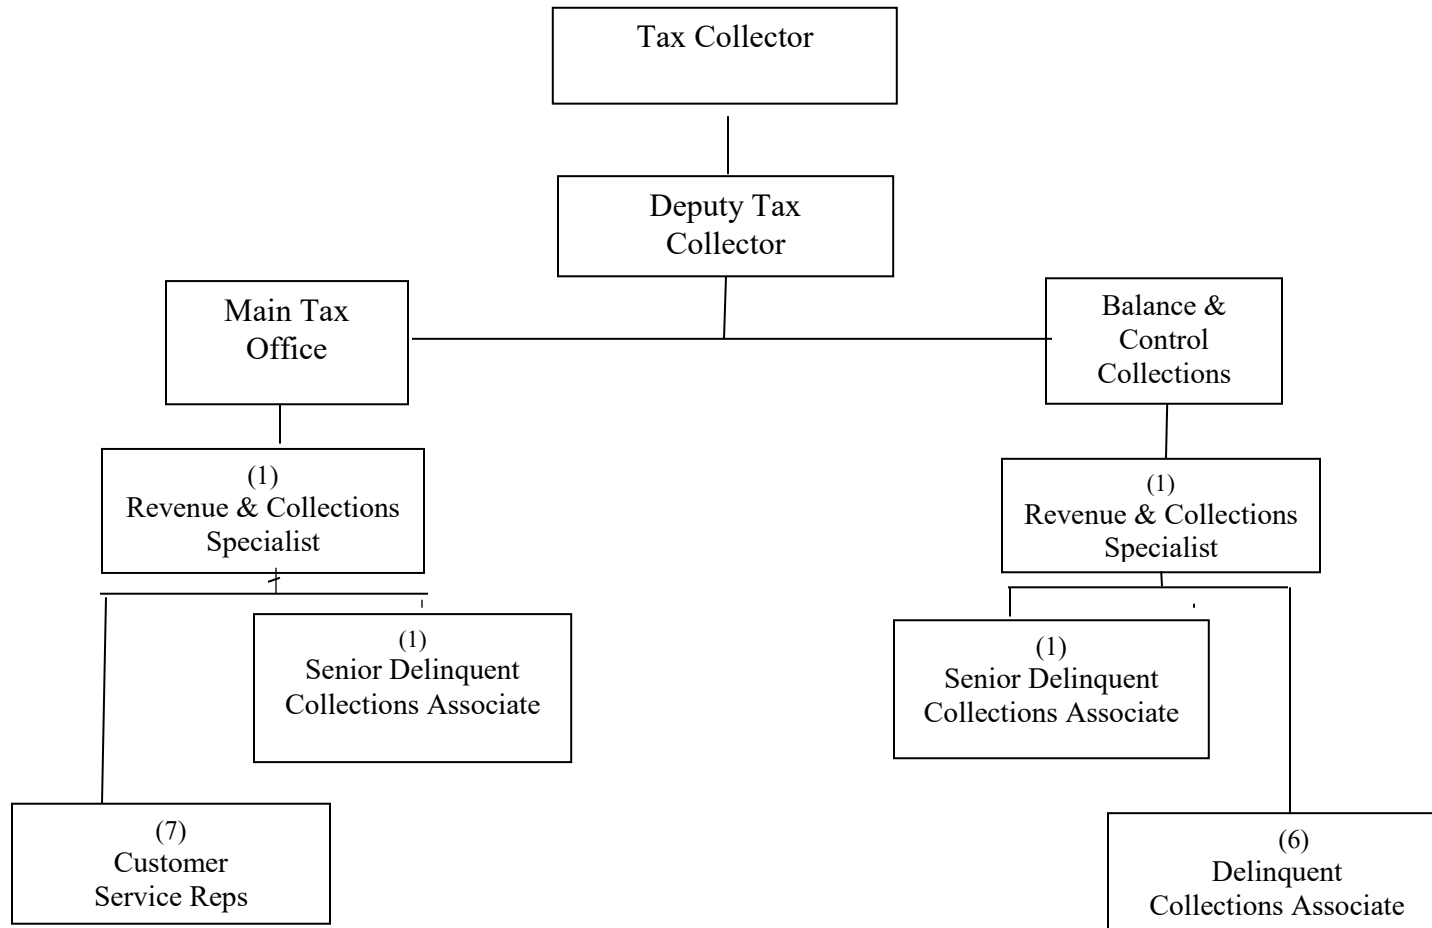 Tax Collector
Deputy Tax
Collector
Main Tax
Office
Balance &
Control
Collections
(1)
Revenue & Collections
Specialist
(1)
Revenue & Collections
Specialist
(1)
Senior Delinquent
Collections Associate
(1)
Senior Delinquent
Collections Associate
(7)
Customer
Service Reps
(6)
Delinquent
Collections Associate